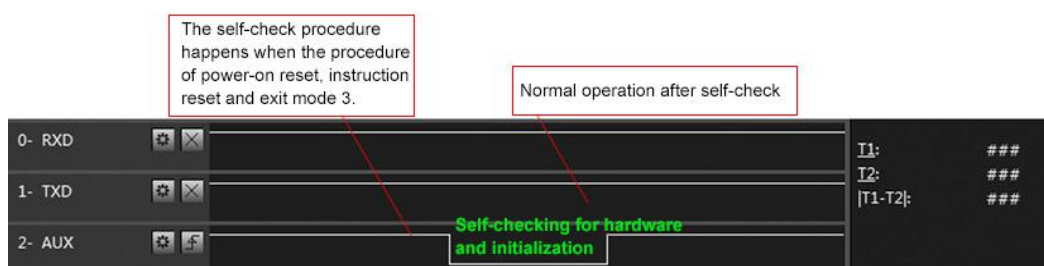 The self-check procedure
happens when the procedure
of power-on reset, instruction
reset and exit mode 3.
Normal operation after self-check
0- RXD
1- TXD
2- AUX
Self-checking for hardware
and initialization
T1: ###
T2: ###
|T1-T2|: ###